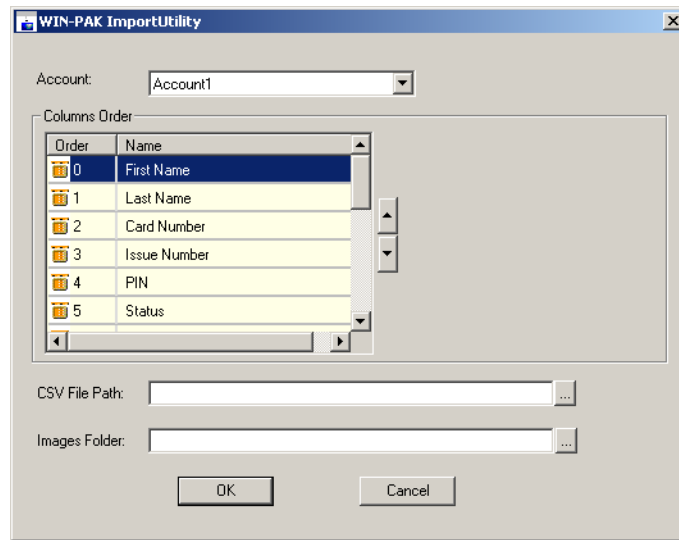 WIN-PAK ImportUtility
Account: Account1
Columns Order
Order Name
0 First Name
1 Last Name
2 Card Number
3 Issue Number
4 PIN
5 Status
CSV File Path: ...
Images Folder: ...
OK Cancel